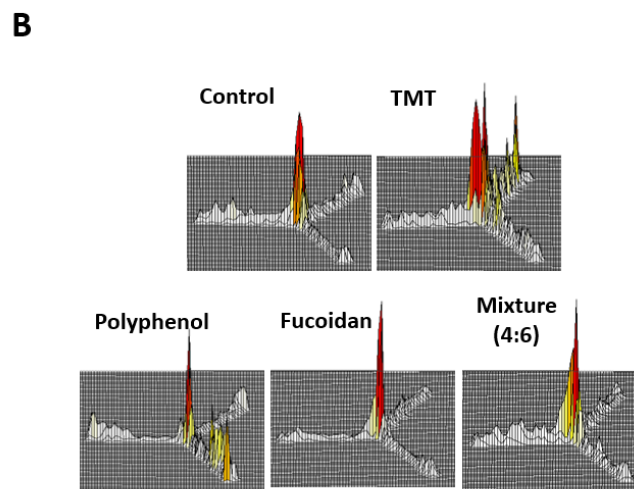 B
Control
TMT
Polyphenol
Fucoidan
Mixture
(4:6)